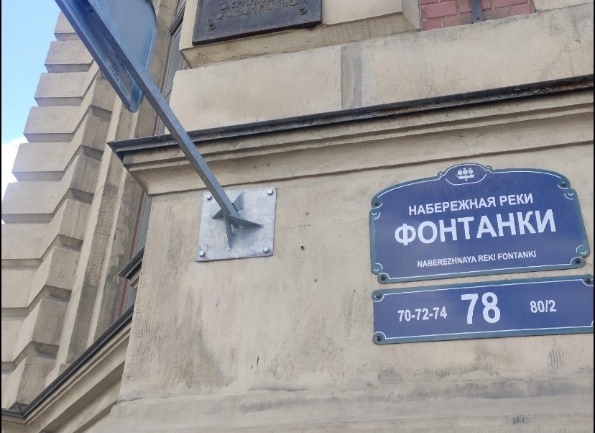 НАБЕРЕЖНАЯ РЕКИ
ФОНТАНКИ
NABEREZHNAYA REKI FONTANKI
70-72-74 78 80/2